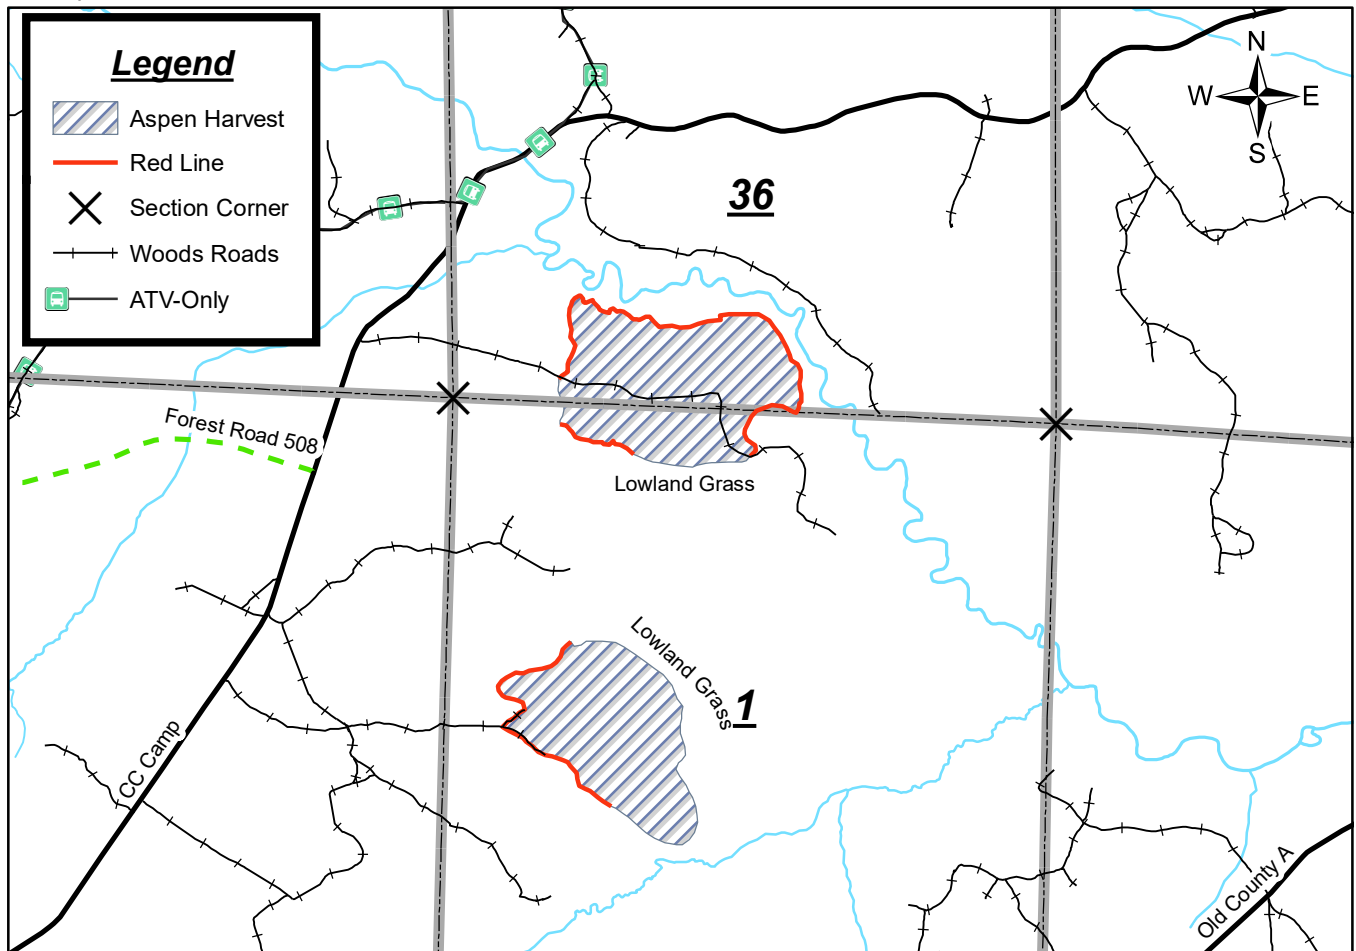 Legend
Aspen Harvest
Red Line
Section Corner
Woods Roads
ATV-Only
N
W E
S
36
Forest Road 508
Lowland Grass
Lowland Grass
1
CC Camp
Old County A